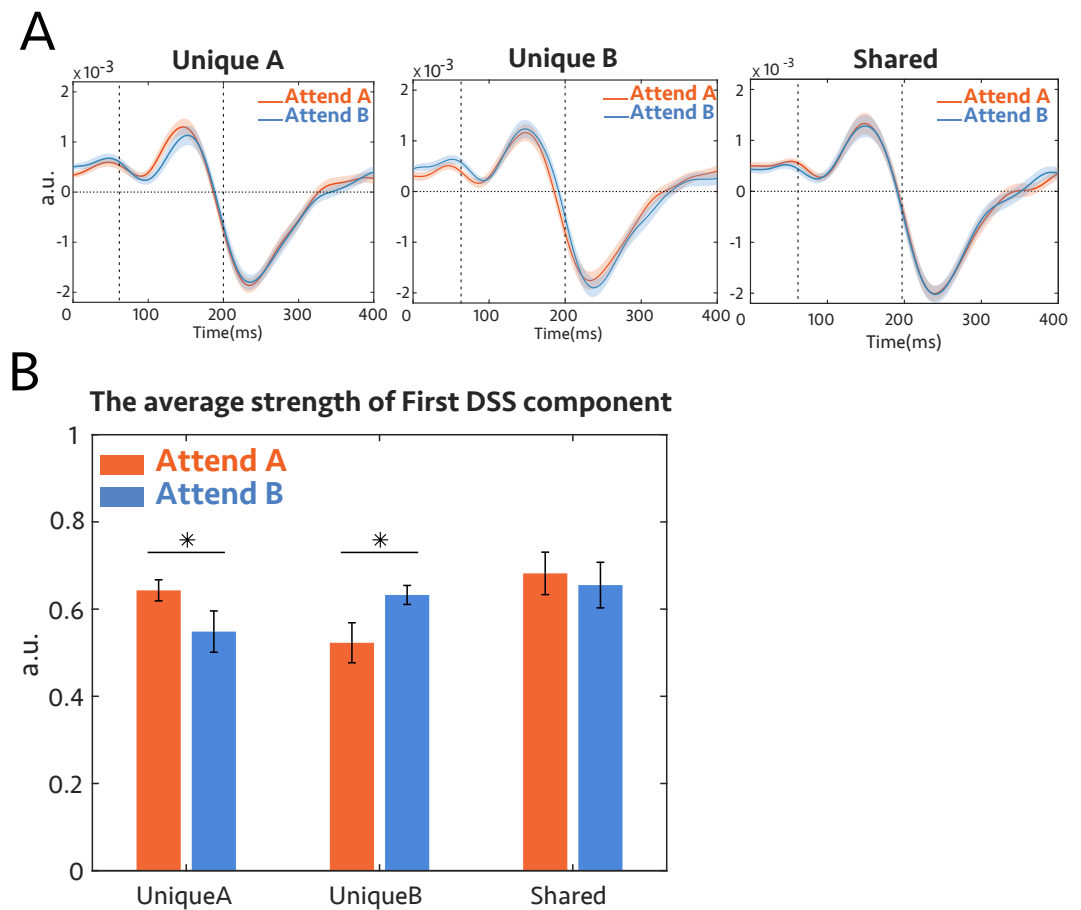 A
Unique A
Unique B
Shared
x10⁻³
x10⁻³
x10⁻³
Attend A
Attend B
Attend A
Attend B
Attend A
Attend B
a.u.
2
1
0
-1
-2
2
1
0
-1
-2
2
1
0
-1
-2
0 100 200 300 400
0 100 200 300 400
0 100 200 300 400
Time(ms)
Time(ms)
Time(ms)
B
The average strength of First DSS component
Attend A
Attend B
a.u.
1
0.8
0.6
0.4
0.2
0
*
*
UniqueA UniqueB Shared